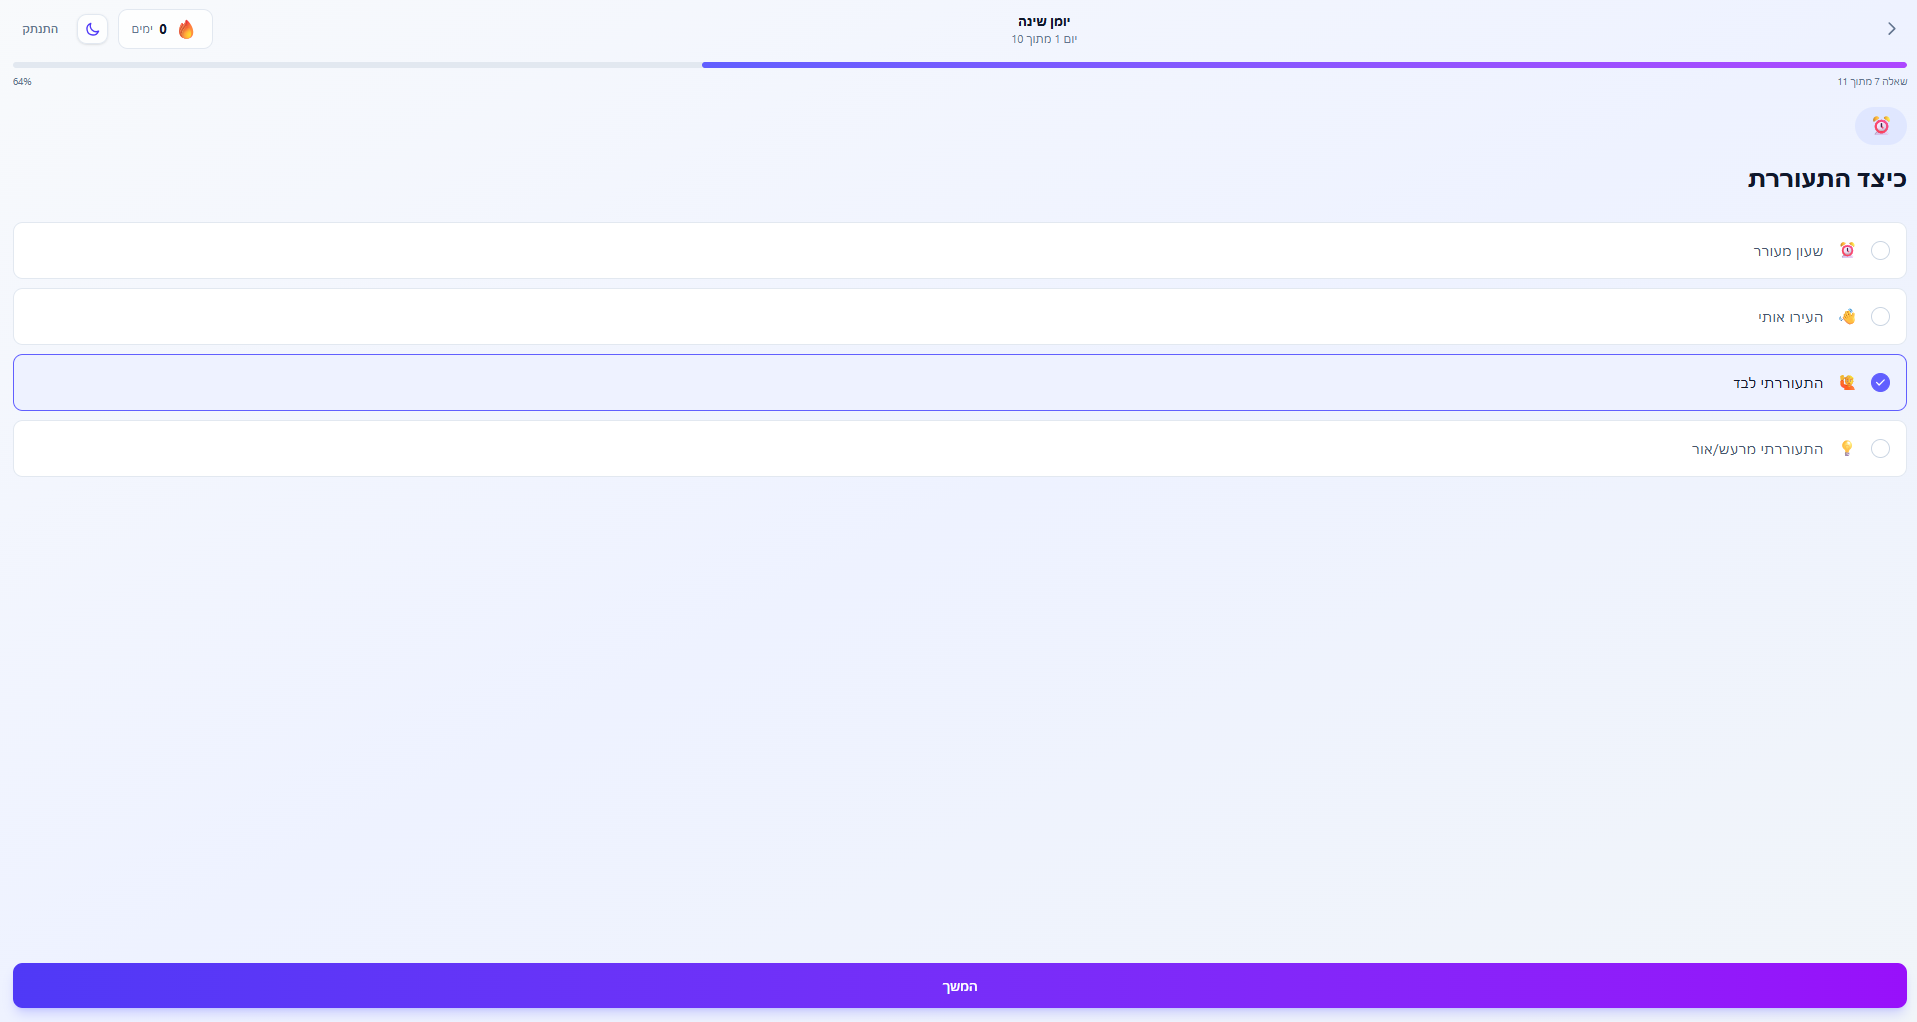 יומן שינה
יום 1 מתוך 10
0 ימים
התנתק
שאלה 7 מתוך 11
64%
כיצד התעוררת
שעון מעורר
העירו אותי
התעוררתי לבד
התעוררתי מרעש/אור
המשך